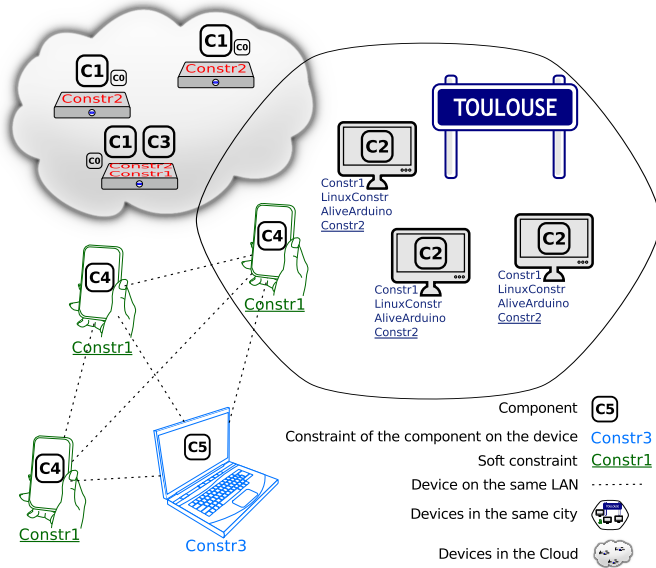 C1
C0
Constr2
C1
C0
Constr2
C1
C3
C0
Constr2
Constr1
TOULOUSE
C2
Constr1
LinuxConstr
AliveArduino
Constr2
C2
Constr1
LinuxConstr
AliveArduino
Constr2
C2
Constr1
LinuxConstr
AliveArduino
Constr2
C4
Constr1
C4
Constr1
C4
Constr1
C5
Constr3
Component C5
Constraint of the component on the device Constr3
Soft constraint Constr1
Device on the same LAN
Devices in the same city
Devices in the Cloud